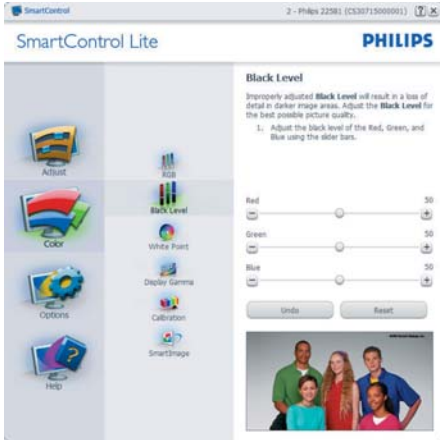 SmartControl
2 - Philips 225B1 (CS30715000001)
SmartControl Lite
PHILIPS
Adjust
Color
Options
Help
RGB
Black Level
White Point
Display Gamma
Calibration
SmartImage
Black Level
Improperly adjusted Black Level will result in a loss of
detail in darker image areas. Adjust the Black Level for
the best possible picture quality.
1. Adjust the black level of the Red, Green, and
Blue using the slider bars.
Red 50
Green 50
Blue 50
Undo Reset